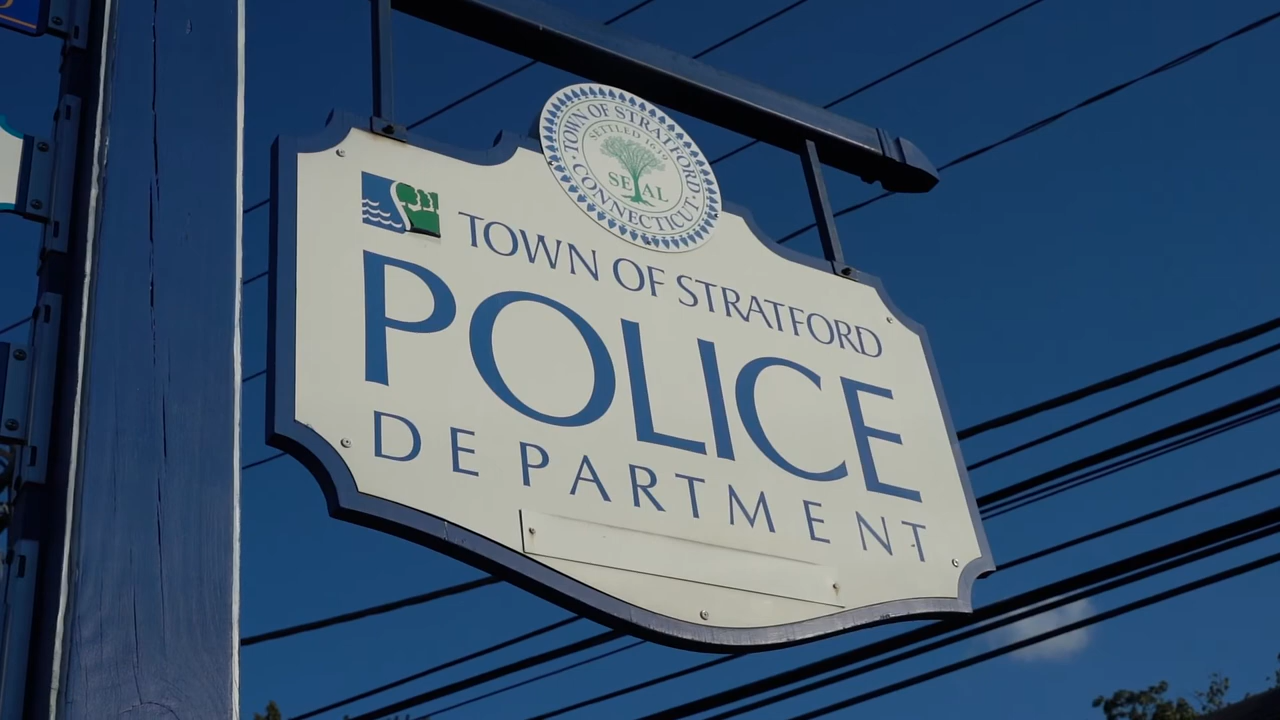 TOWN OF STRATFORD
CONNECTICUT
SETTLED 1639
SEAL
TOWN OF STRATFORD
POLICE
DEPARTMENT